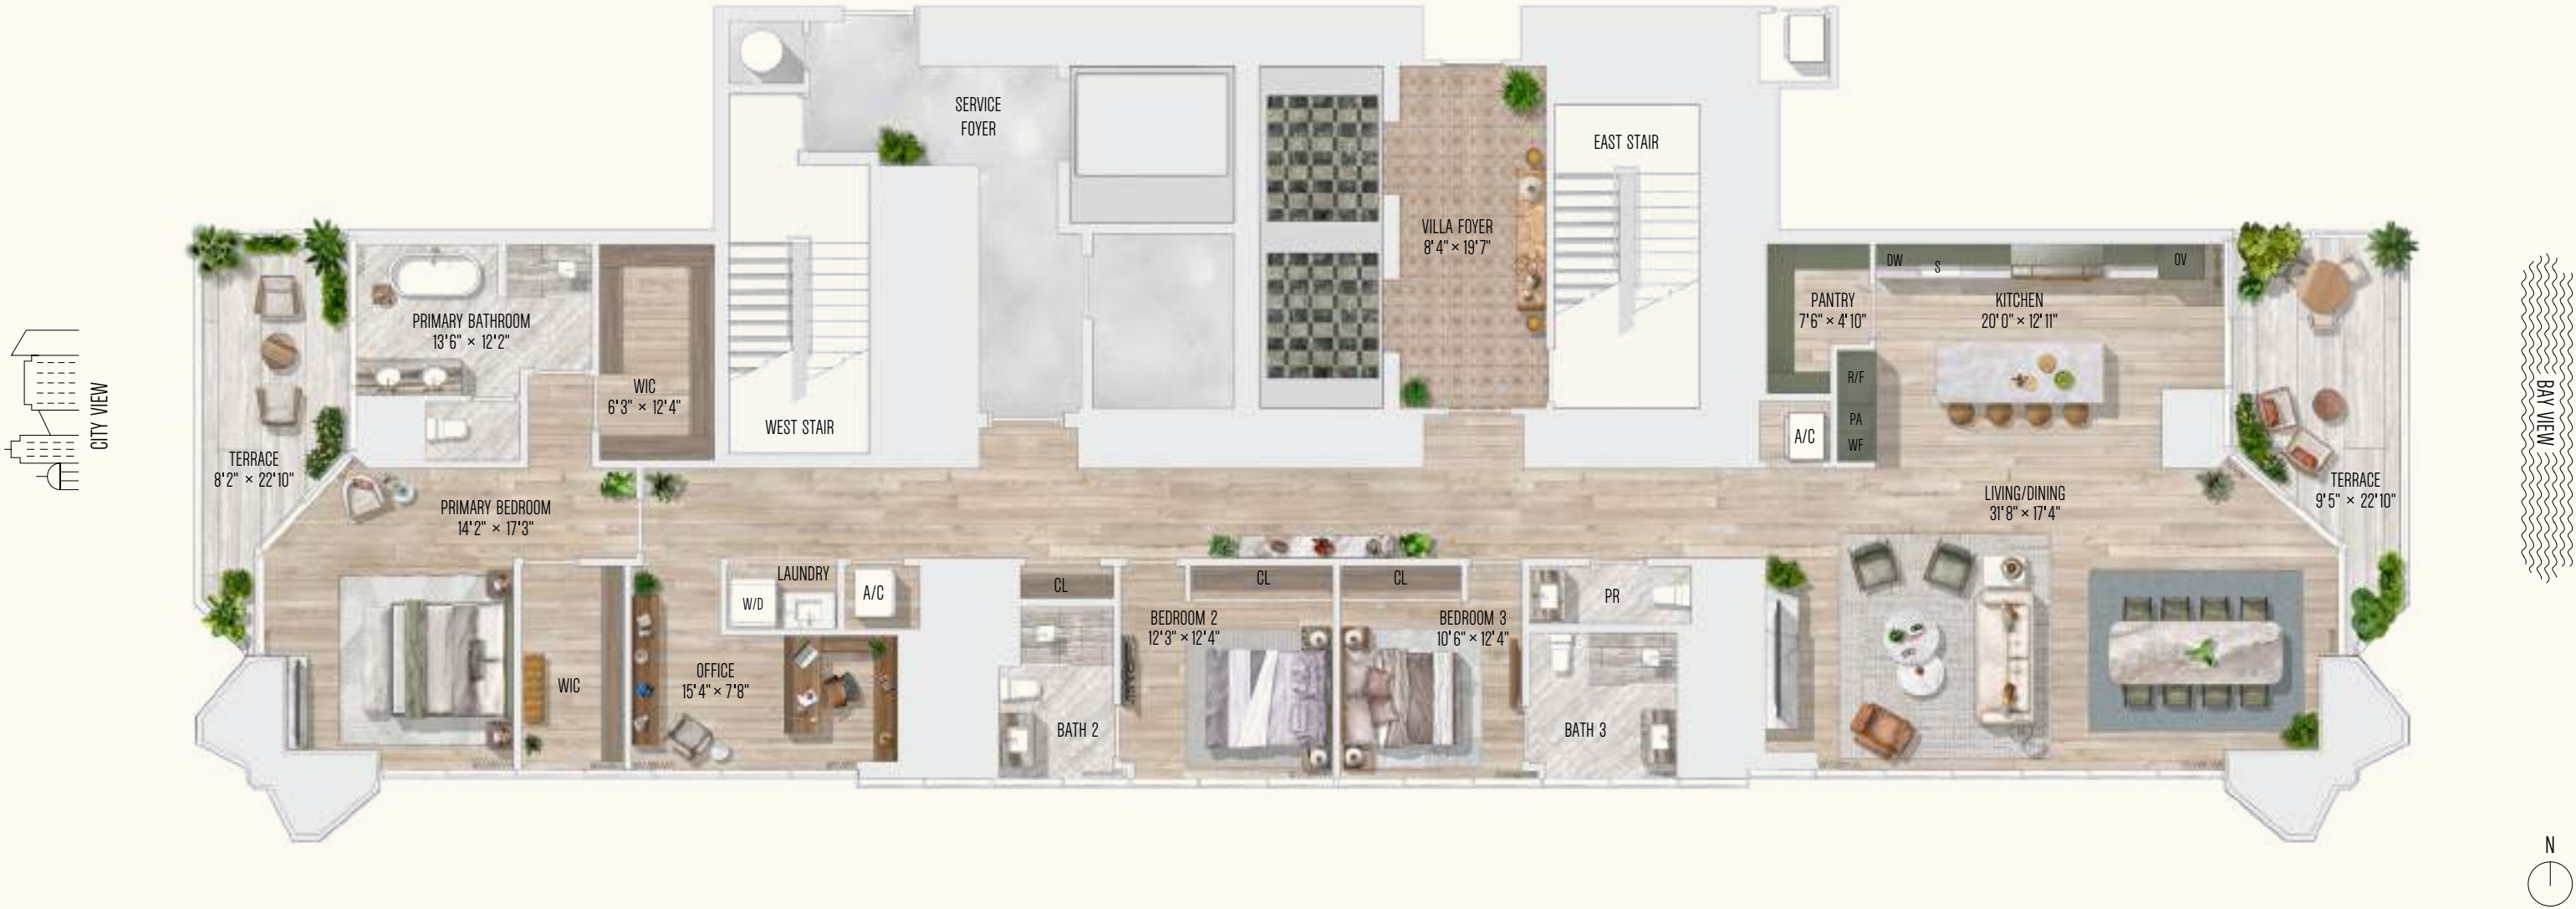 CITY VIEW
TERRACE
8'2" × 22'10"
PRIMARY BATHROOM
13'6" × 12'2"
WIC
6'3" × 12'4"
PRIMARY BEDROOM
14'2" × 17'3"
WIC
WEST STAIR
SERVICE
FOYER
VILLA FOYER
8'4" × 19'7"
EAST STAIR
LAUNDRY
W/D
A/C
OFFICE
15'4" × 7'8"
CL
BATH 2
CL
BEDROOM 2
12'3" × 12'4"
CL
BEDROOM 3
10'6" × 12'4"
PR
BATH 3
PANTRY
7'6" × 4'10"
DW
S
OV
KITCHEN
20'0" × 12'11"
R/F
PA
WF
A/C
LIVING/DINING
31'8" × 17'4"
TERRACE
9'5" × 22'10"
BAY VIEW
N